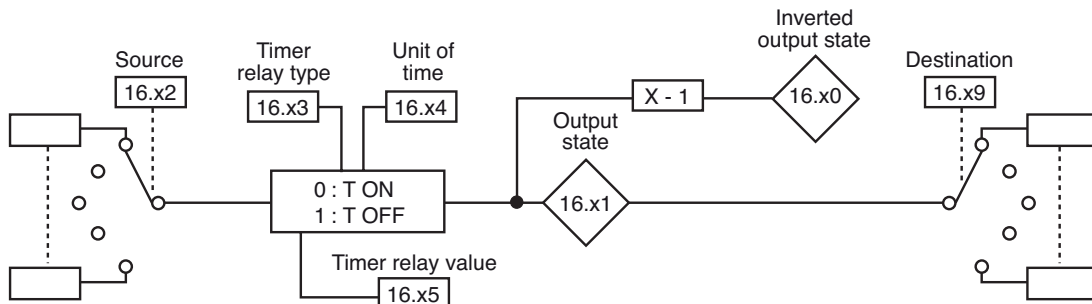 Source
16.x2
Timer
relay type
16.x3
Unit of
time
16.x4
0 : T ON
1 : T OFF
Timer relay value
16.x5
X - 1
Inverted
output state
16.x0
Output
state
16.x1
Destination
16.x9